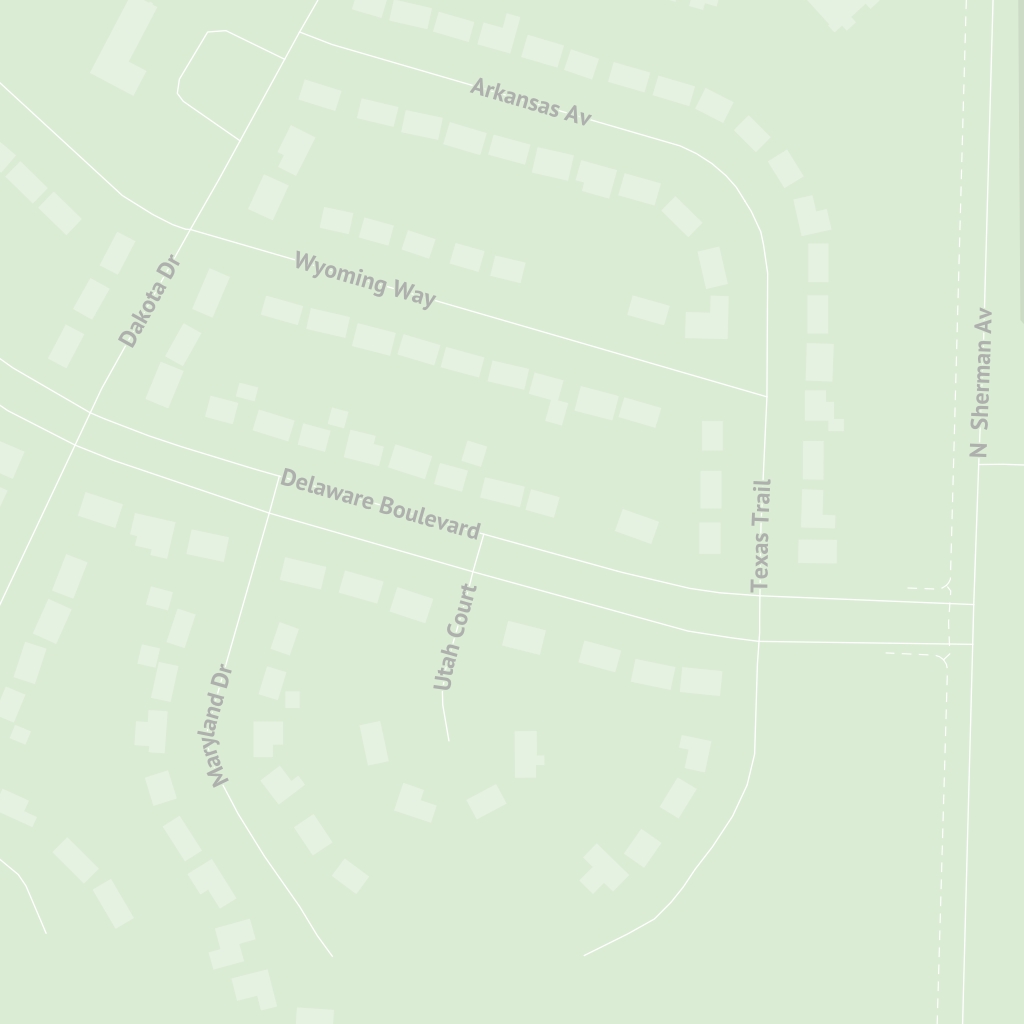 Arkansas Av
Wyoming Way
Dakota Dr
N Sherman Av
Delaware Boulevard
Texas Trail
Utah Court
Maryland Dr